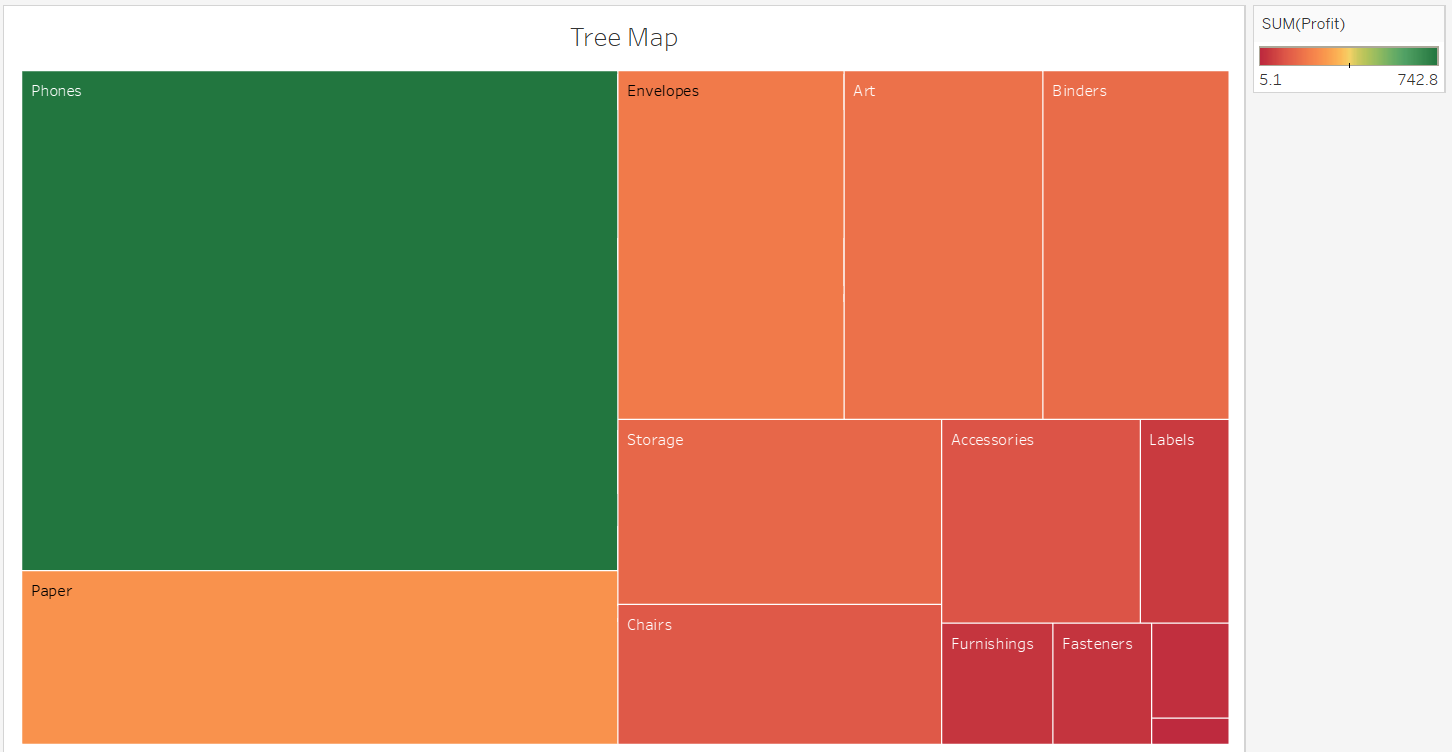 Tree Map
SUM(Profit)
5.1 742.8
Phones
Envelopes
Art
Binders
Storage
Accessories
Labels
Paper
Chairs
Furnishings
Fasteners